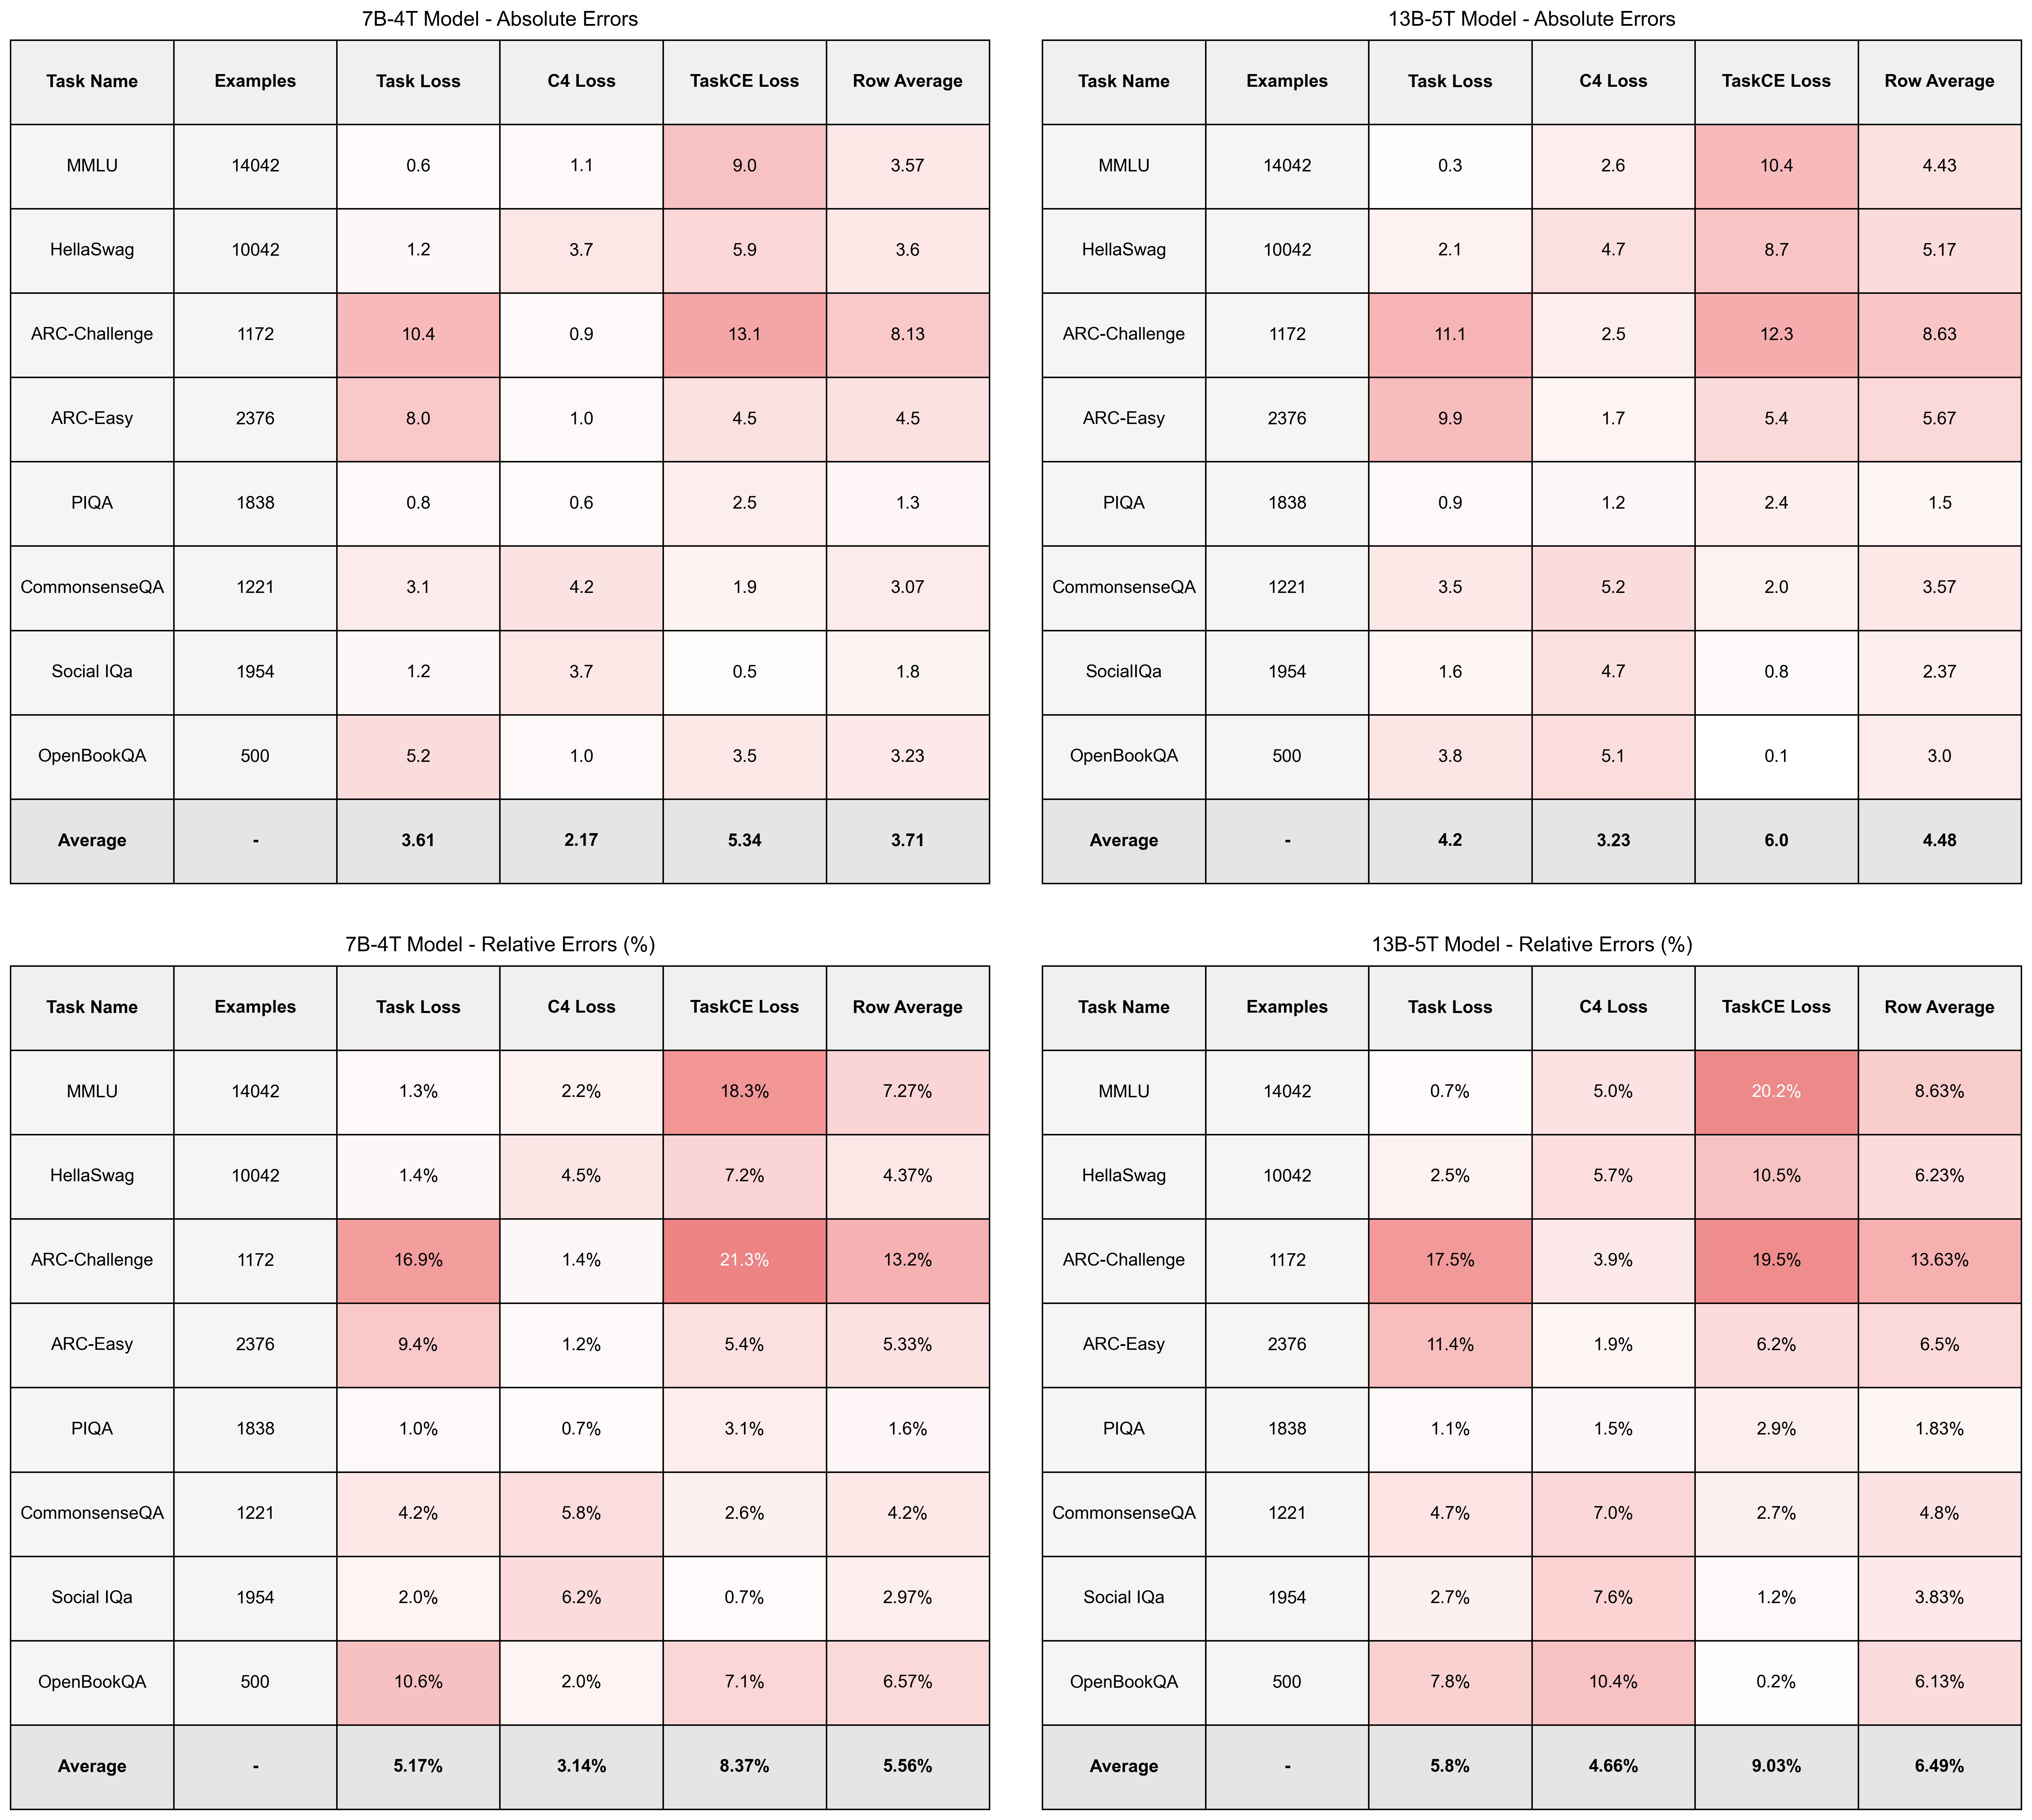 7B-4T Model - Absolute Errors
Task Name Examples Task Loss C4 Loss TaskCE Loss Row Average
MMLU 14042 0.6 1.1 9.0 3.57
HellaSwag 10042 1.2 3.7 5.9 3.6
ARC-Challenge 1172 10.4 0.9 13.1 8.13
ARC-Easy 2376 8.0 1.0 4.5 4.5
PIQA 1838 0.8 0.6 2.5 1.3
CommonsenseQA 1221 3.1 4.2 1.9 3.07
Social IQa 1954 1.2 3.7 0.5 1.8
OpenBookQA 500 5.2 1.0 3.5 3.23
Average - 3.61 2.17 5.34 3.71
13B-5T Model - Absolute Errors
Task Name Examples Task Loss C4 Loss TaskCE Loss Row Average
MMLU 14042 0.3 2.6 10.4 4.43
HellaSwag 10042 2.1 4.7 8.7 5.17
ARC-Challenge 1172 11.1 2.5 12.3 8.63
ARC-Easy 2376 9.9 1.7 5.4 5.67
PIQA 1838 0.9 1.2 2.4 1.5
CommonsenseQA 1221 3.5 5.2 2.0 3.57
SocialIQa 1954 1.6 4.7 0.8 2.37
OpenBookQA 500 3.8 5.1 0.1 3.0
Average - 4.2 3.23 6.0 4.48
7B-4T Model - Relative Errors (%)
Task Name Examples Task Loss C4 Loss TaskCE Loss Row Average
MMLU 14042 1.3% 2.2% 18.3% 7.27%
HellaSwag 10042 1.4% 4.5% 7.2% 4.37%
ARC-Challenge 1172 16.9% 1.4% 21.3% 13.2%
ARC-Easy 2376 9.4% 1.2% 5.4% 5.33%
PIQA 1838 1.0% 0.7% 3.1% 1.6%
CommonsenseQA 1221 4.2% 5.8% 2.6% 4.2%
Social IQa 1954 2.0% 6.2% 0.7% 2.97%
OpenBookQA 500 10.6% 2.0% 7.1% 6.57%
Average - 5.17% 3.14% 8.37% 5.56%
13B-5T Model - Relative Errors (%)
Task Name Examples Task Loss C4 Loss TaskCE Loss Row Average
MMLU 14042 0.7% 5.0% 20.2% 8.63%
HellaSwag 10042 2.5% 5.7% 10.5% 6.23%
ARC-Challenge 1172 17.5% 3.9% 19.5% 13.63%
ARC-Easy 2376 11.4% 1.9% 6.2% 6.5%
PIQA 1838 1.1% 1.5% 2.9% 1.83%
CommonsenseQA 1221 4.7% 7.0% 2.7% 4.8%
Social IQa 1954 2.7% 7.6% 1.2% 3.83%
OpenBookQA 500 7.8% 10.4% 0.2% 6.13%
Average - 5.8% 4.66% 9.03% 6.49%